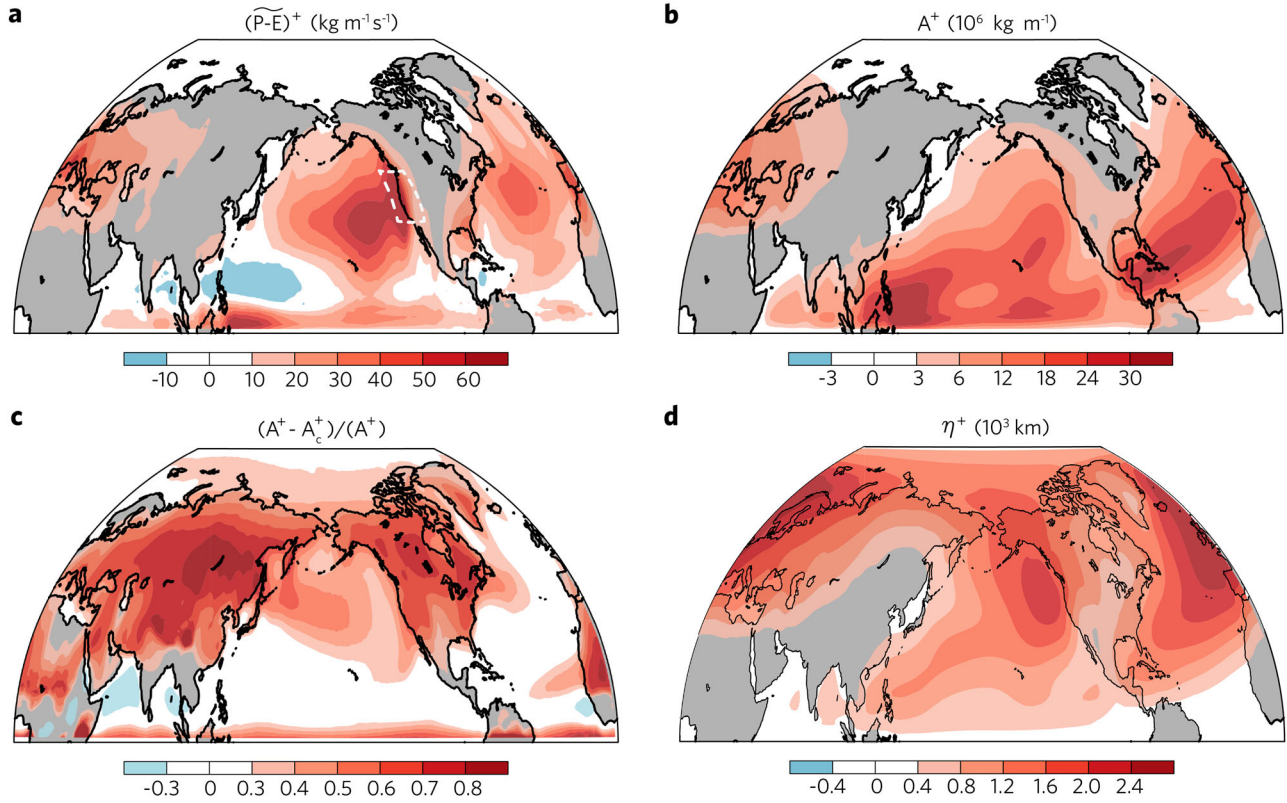 a
(P̃-E)⁺ (kg m⁻¹s⁻¹)
-10 0 10 20 30 40 50 60
b
A⁺ (10⁶ kg m⁻¹)
-3 0 3 6 12 18 24 30
c
(A⁺ - A⁺c)/(A⁺)
-0.3 0 0.3 0.4 0.5 0.6 0.7 0.8
d
η⁺ (10³ km)
-0.4 0 0.4 0.8 1.2 1.6 2.0 2.4